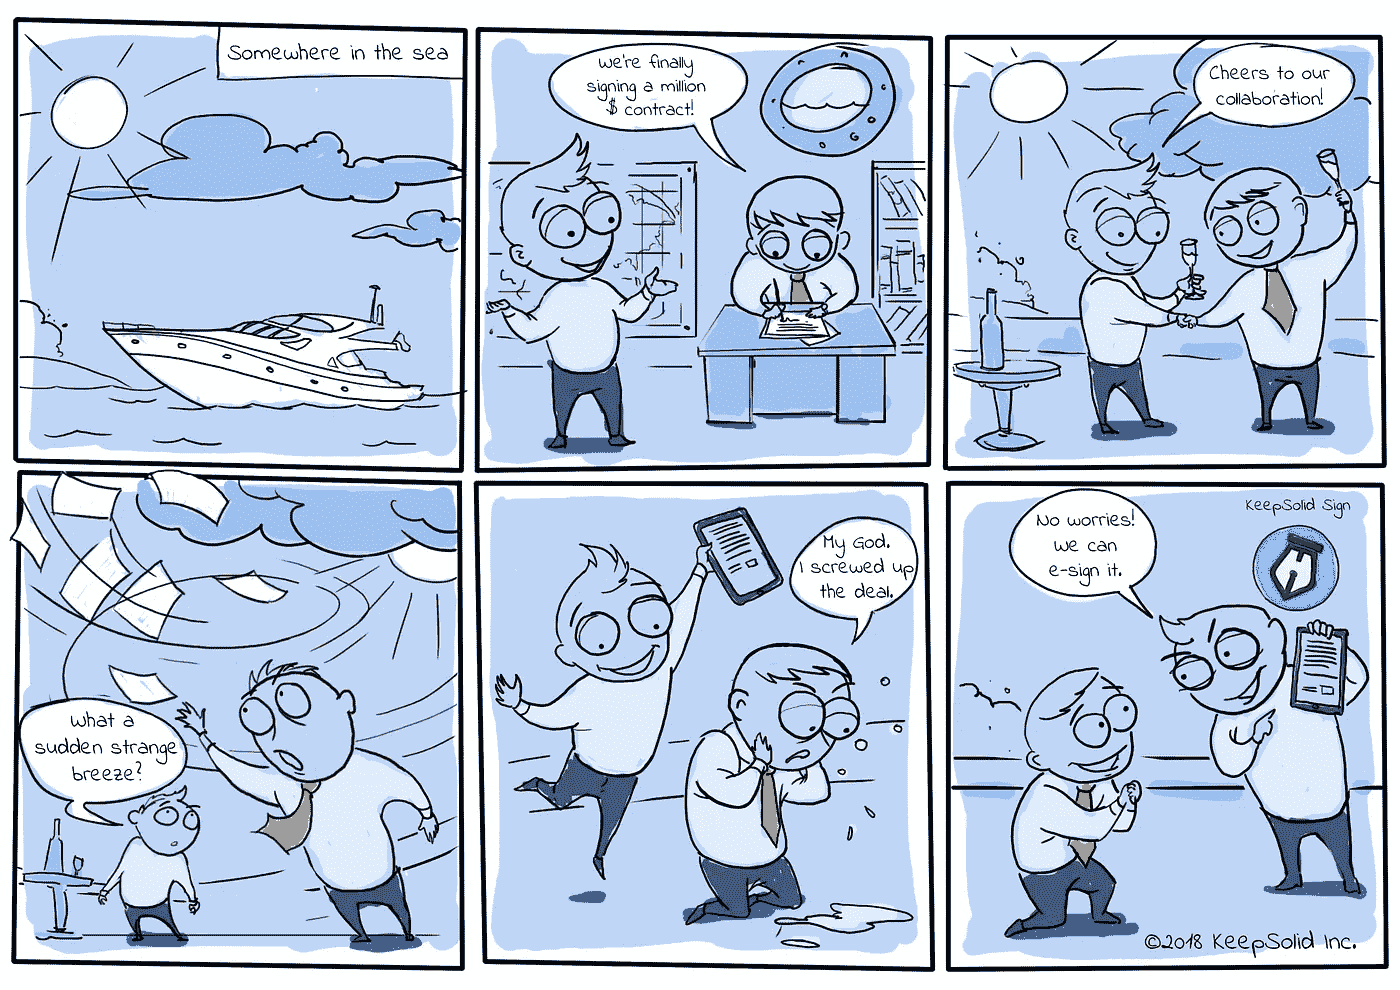 Somewhere in the sea
we're finally
signing a million
$ contract!
Cheers to our
collaboration!
What a
sudden strange
breeze?
My God.
I screwed up
the deal.
No worries!
we can
e-sign it.
KeepSolid Sign
©2018 KeepSolid Inc.